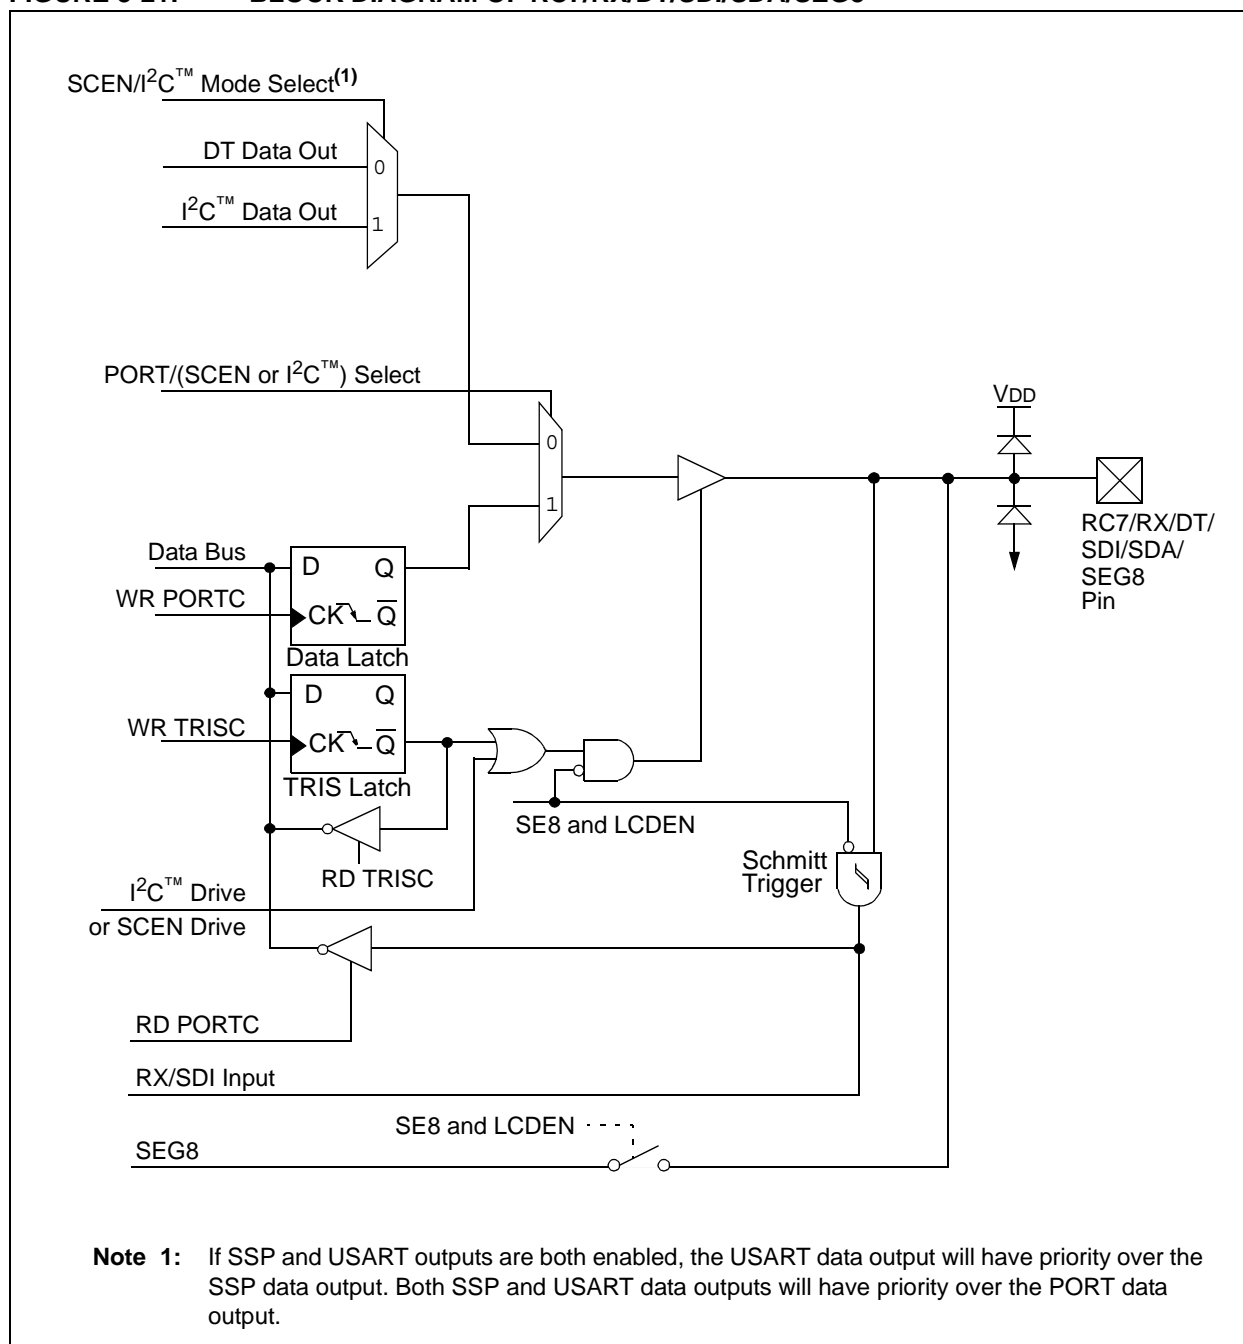 SCEN/I²C™ Mode Select(1)
DT Data Out
0
I²C™ Data Out
1
PORT/(SCEN or I²C™) Select
0
1
VDD
RC7/RX/DT/
SDI/SDA/
SEG8
Pin
Data Bus
D Q
WR PORTC
CK Q̅
Data Latch
D Q
WR TRISC
CK Q̅
TRIS Latch
SE8 and LCDEN
RD TRISC
Schmitt
Trigger
I²C™ Drive
or SCEN Drive
RD PORTC
RX/SDI Input
SE8 and LCDEN
SEG8
Note 1: If SSP and USART outputs are both enabled, the USART data output will have priority over the
SSP data output. Both SSP and USART data outputs will have priority over the PORT data
output.